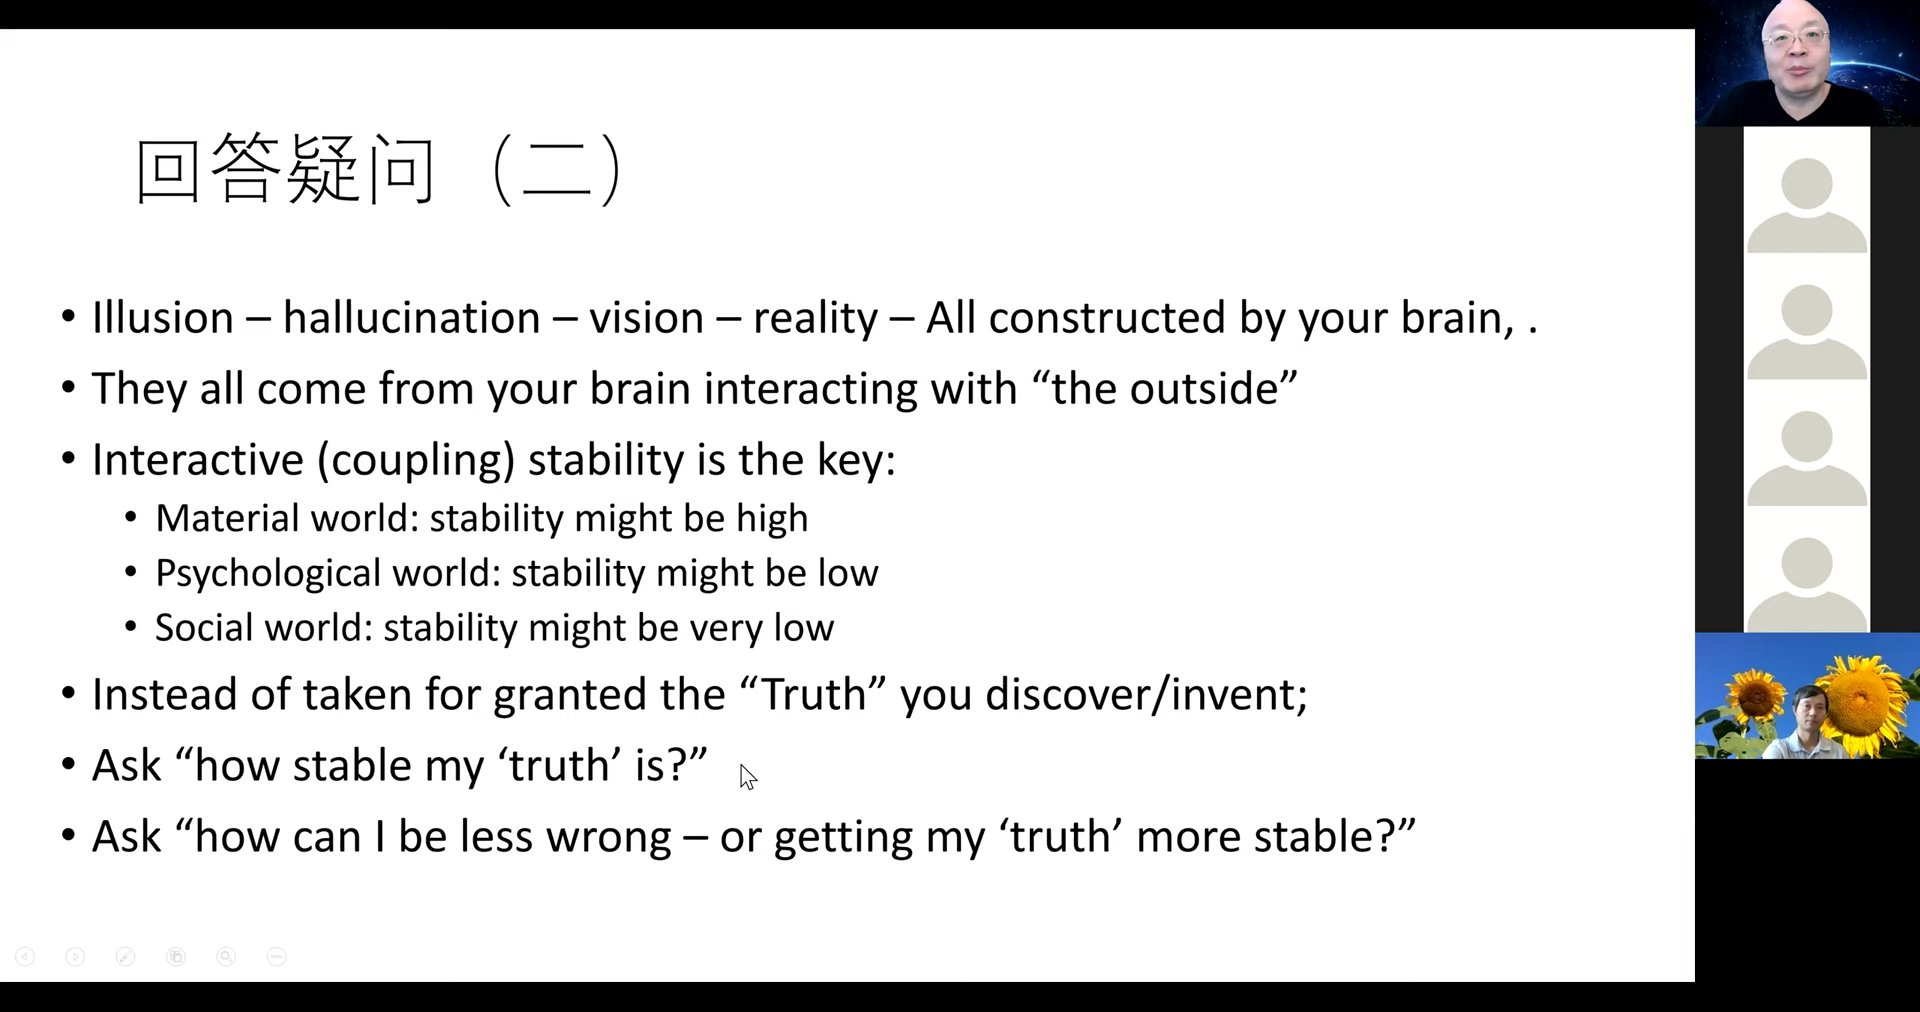 回答疑问（二）
• Illusion – hallucination – vision – reality – All constructed by your brain, .
• They all come from your brain interacting with “the outside”
• Interactive (coupling) stability is the key:
• Material world: stability might be high
• Psychological world: stability might be low
• Social world: stability might be very low
• Instead of taken for granted the “Truth” you discover/invent;
• Ask “how stable my ‘truth’ is?”
• Ask “how can I be less wrong – or getting my ‘truth’ more stable?”